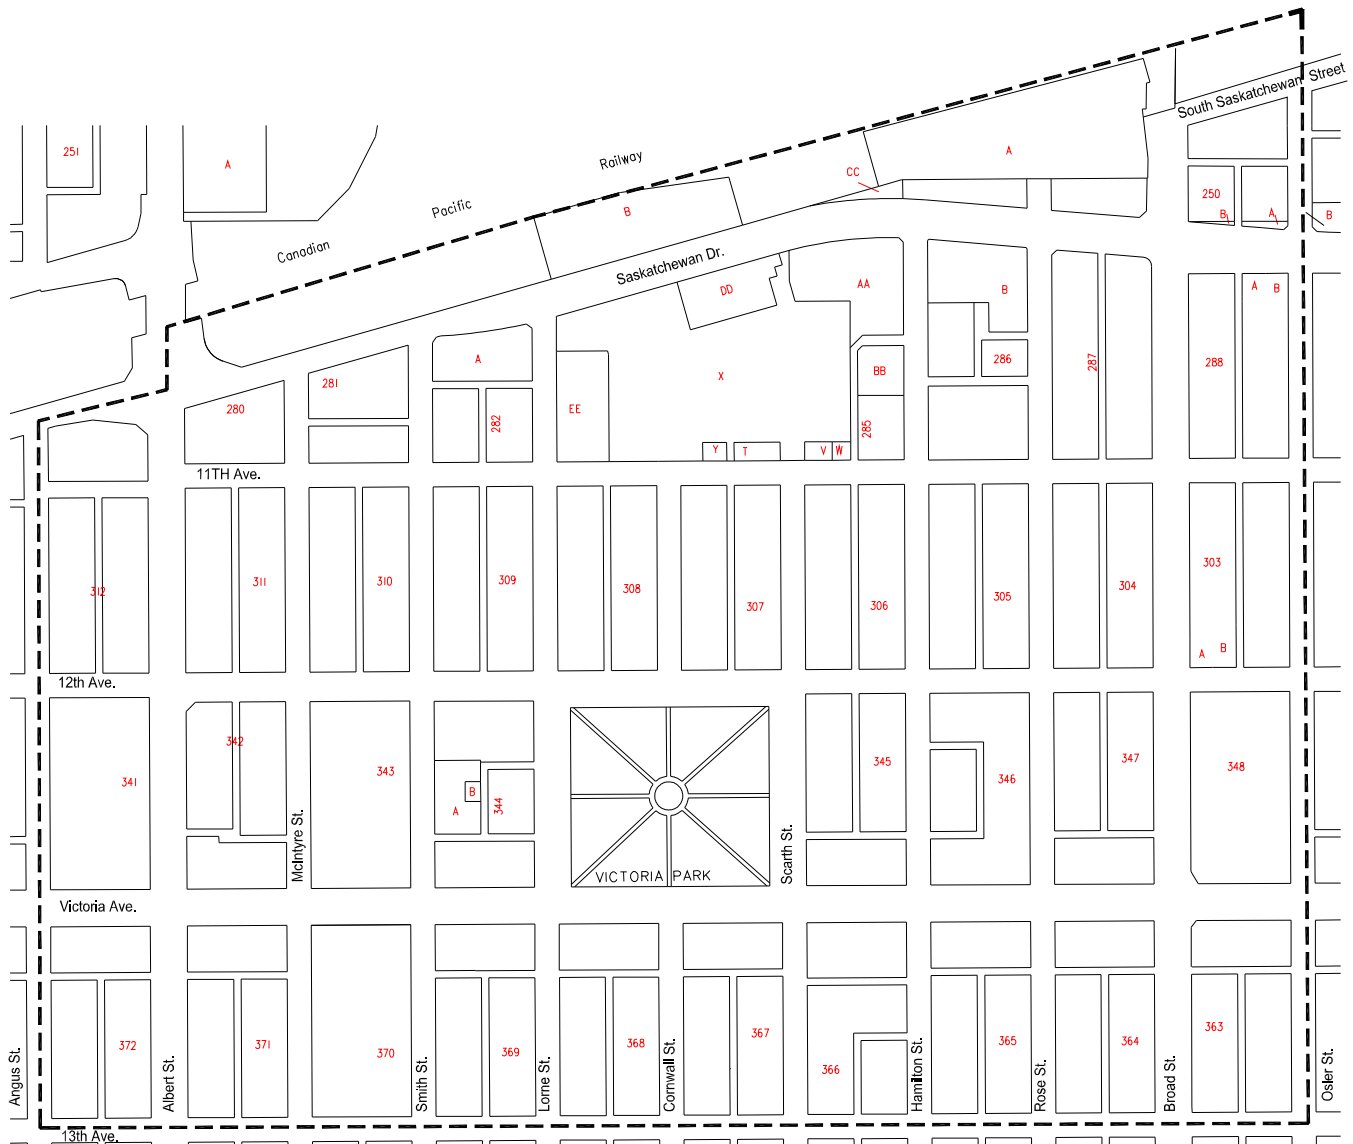 South Saskatchewan Street
251
A
Railway
A
CC
250
B
A
B
Pacific
B
Canadian
Saskatchewan Dr.
DD
AA
B
A
B
A
281
X
BB
286
287
288
280
EE
282
285
Y
T
V
W
11TH Ave.
312
311
310
309
308
307
306
305
304
303
A
B
12th Ave.
341
342
343
B
A
344
345
346
347
348
McIntyre St.
Scarth St.
VICTORIA PARK
Victoria Ave.
372
371
370
369
368
367
366
365
364
363
Angus St.
Albert St.
Smith St.
Lorne St.
Cornwall St.
Hamilton St.
Rose St.
Broad St.
Osler St.
13th Ave.